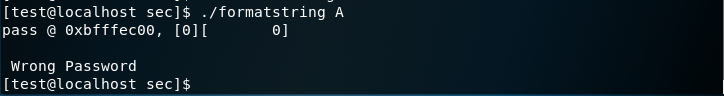 [test@localhost sec]$ ./formatstring A
pass @ 0xbfffec00, [0][       0]
Wrong Password
[test@localhost sec]$